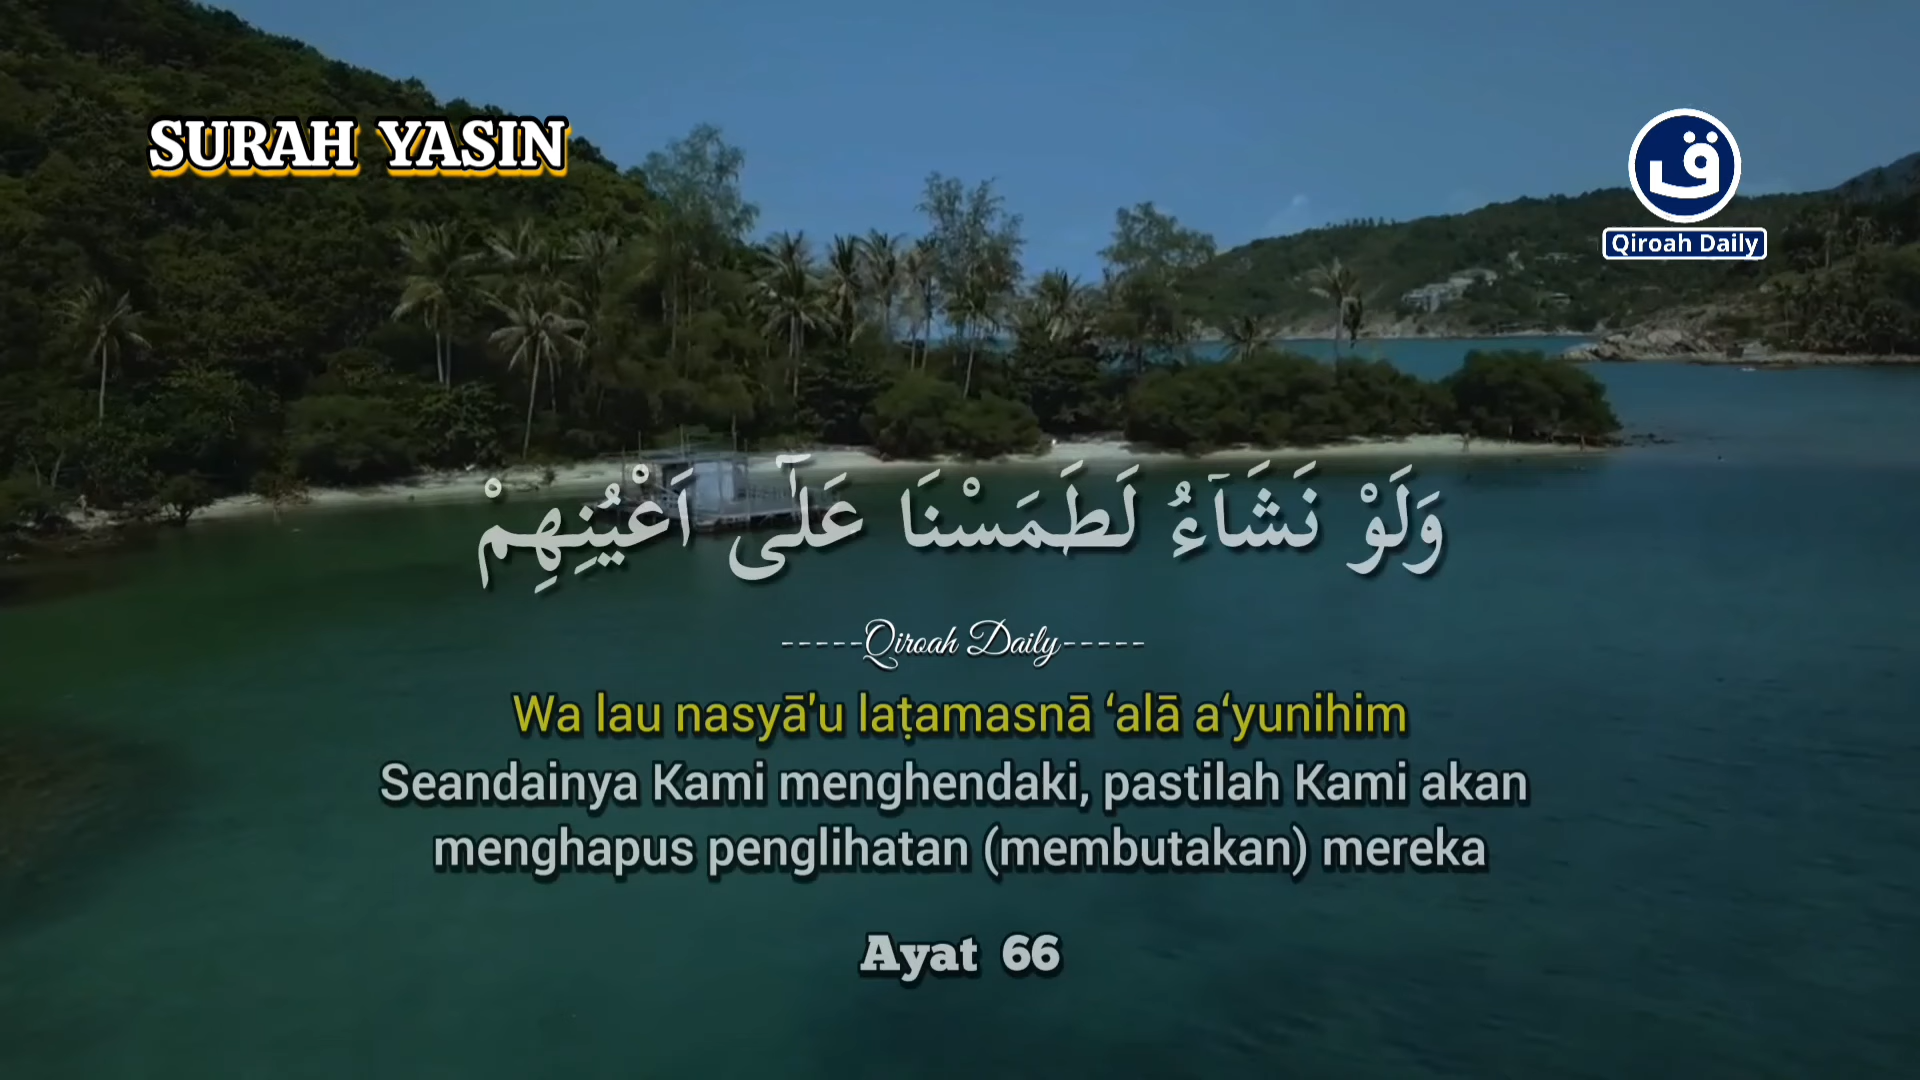 SURAH YASIN
ق
Qiroah Daily
وَلَوْ نَشَآءُ لَطَمَسْنَا عَلٰٓى اَعْيُنِهِمْ
-----Qiroah Daily-----
Wa lau nasyā'u laṭamasnā ‘alā a‘yunihim
Seandainya Kami menghendaki, pastilah Kami akan
menghapus penglihatan (membutakan) mereka
Ayat 66